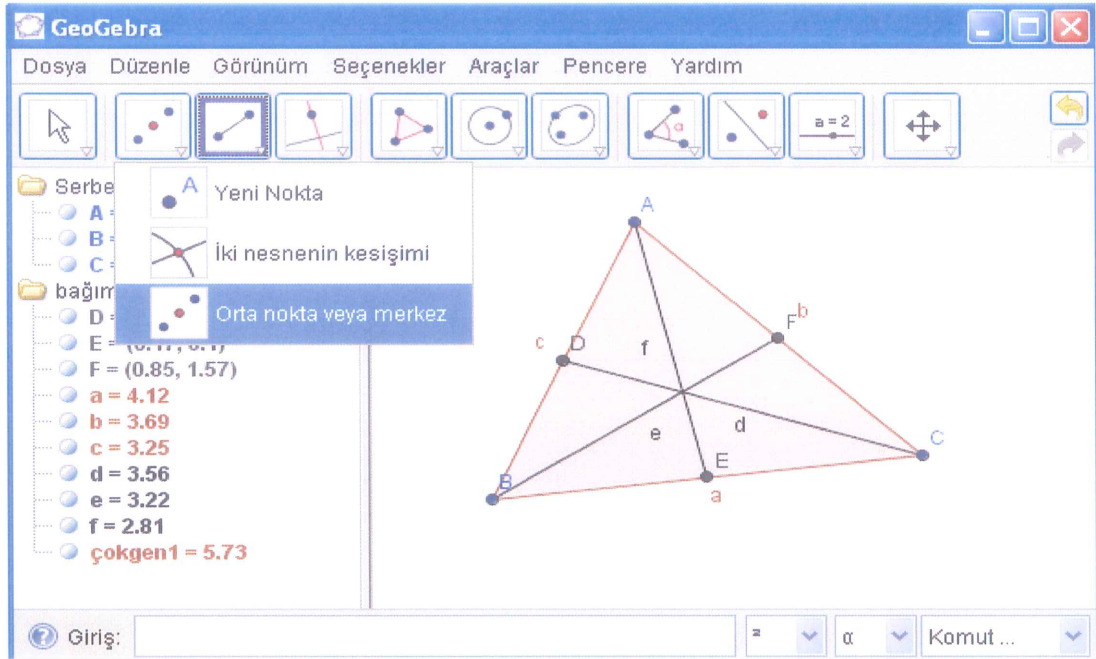 GeoGebra
Dosya Düzenle Görünüm Seçenekler Araçlar Pencere Yardım
α a = 2
Serbe
A =
B =
C =
Yeni Nokta
İki nesnenin kesişimi
Orta nokta veya merkez
bağım
D =
E =
F = (0.85, 1.57)
a = 4.12
b = 3.69
c = 3.25
d = 3.56
e = 3.22
f = 2.81
çokgen1 = 5.73
A
F b
c D f
e d
C
E
B
a
Giriş: ² α Komut ...